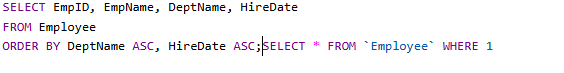 SELECT EmpID, EmpName, DeptName, HireDate
FROM Employee
ORDER BY DeptName ASC, HireDate ASC;SELECT * FROM `Employee` WHERE 1